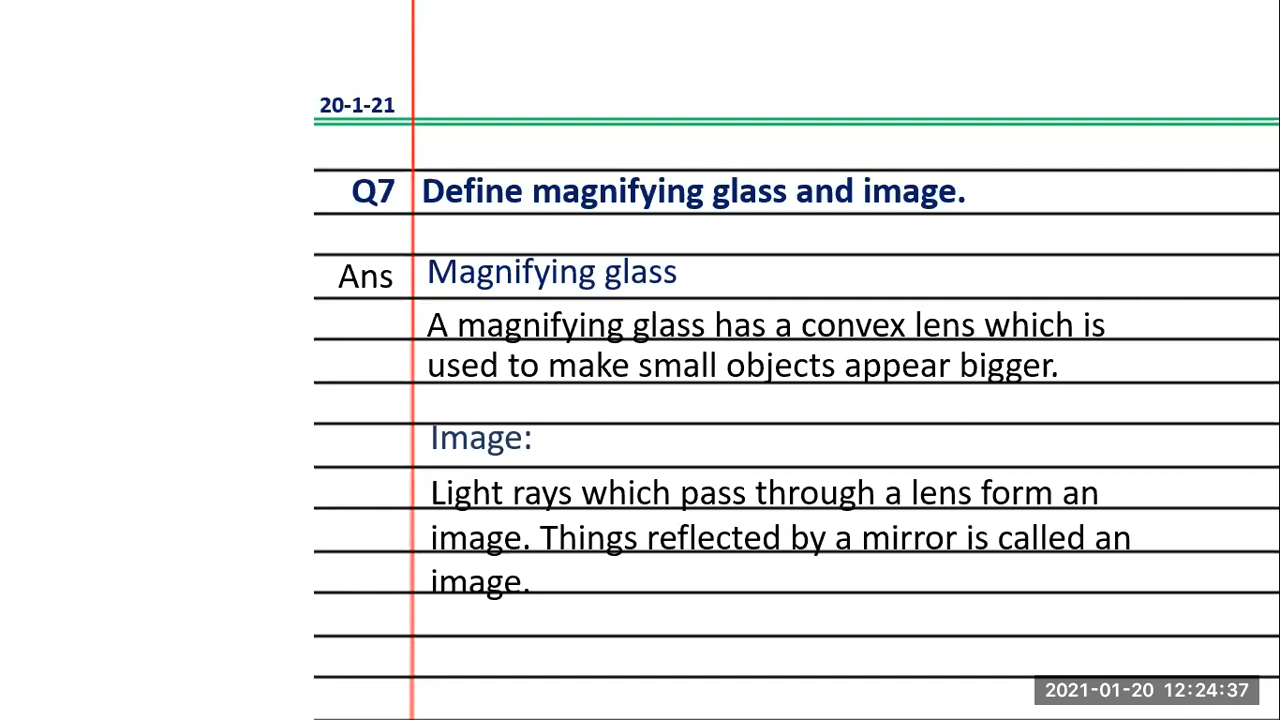 20-1-21
Q7 Define magnifying glass and image.
Ans Magnifying glass
A magnifying glass has a convex lens which is
used to make small objects appear bigger.
Image:
Light rays which pass through a lens form an
image. Things reflected by a mirror is called an
image.
2021-01-20 12:24:37